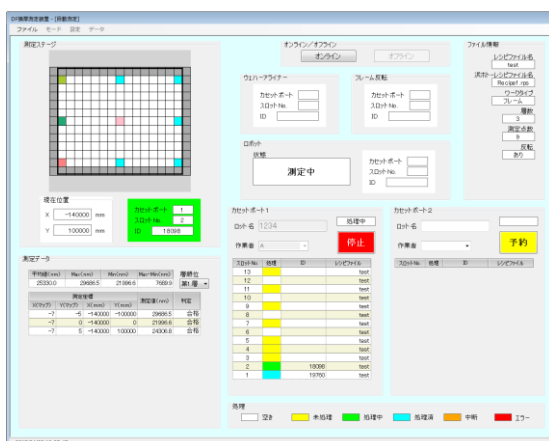 ファイル モード 設定 データ
測定ステージ
現在位置
X -140000 mm
Y 100000 mm
カセットポート 1
スロットNo. 2
ID 18098
測定データ
平均値(nm) Max(nm) Min(nm) Max-Min(nm) 層順位
25330.0 29686.5 21996.6 7689.9 第1層
測定座標 測定値(nm) 判定
X(マップ) Y(マップ) X(mm) Y(mm)
-7 -5 -140000 -100000 29686.5 合格
-7 0 -140000 0 21996.6 合格
-7 5 -140000 100000 24306.8 合格
オンライン/オフライン
オンライン オフライン
ウェハーアライナー
カセットポート
スロットNo.
ID
フレーム反転
カセットポート
スロットNo.
ID
ロボット
状態
測定中
カセットポート
スロットNo.
ID
ファイル情報
レシピファイル名
test
レシピファイル名
Recipe1.rps
ワークタイプ
フレーム
層数
3
測定点数
9
反転
あり
カセットポート1
ロット名 1234 処理中
作業者 A 停止
スロットNo. 処理 ID レシピファイル
13 test
12 test
11 test
10 test
9 test
8 test
7 test
6 test
5 test
4 test
3 test
2 18098 test
1 19760 test
カセットポート2
ロット名
作業者 予約
スロットNo. 処理 ID レシピファイル
処理
空き 未処理 処理中 処理済 中断 エラー